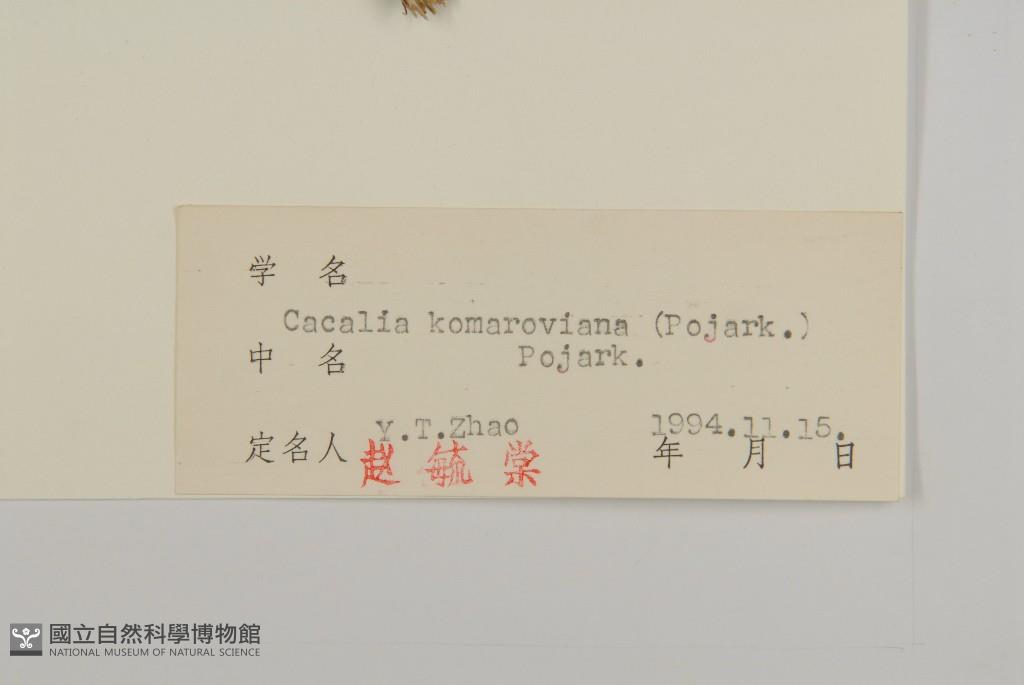 学 名
Cacalia komaroviana (Pojark.)
中 名 Pojark.
Y.T.Zhao 1994.11.15.
定名人 赵毓棠 年 月 日
國立自然科學博物館
NATIONAL MUSEUM OF NATURAL SCIENCE